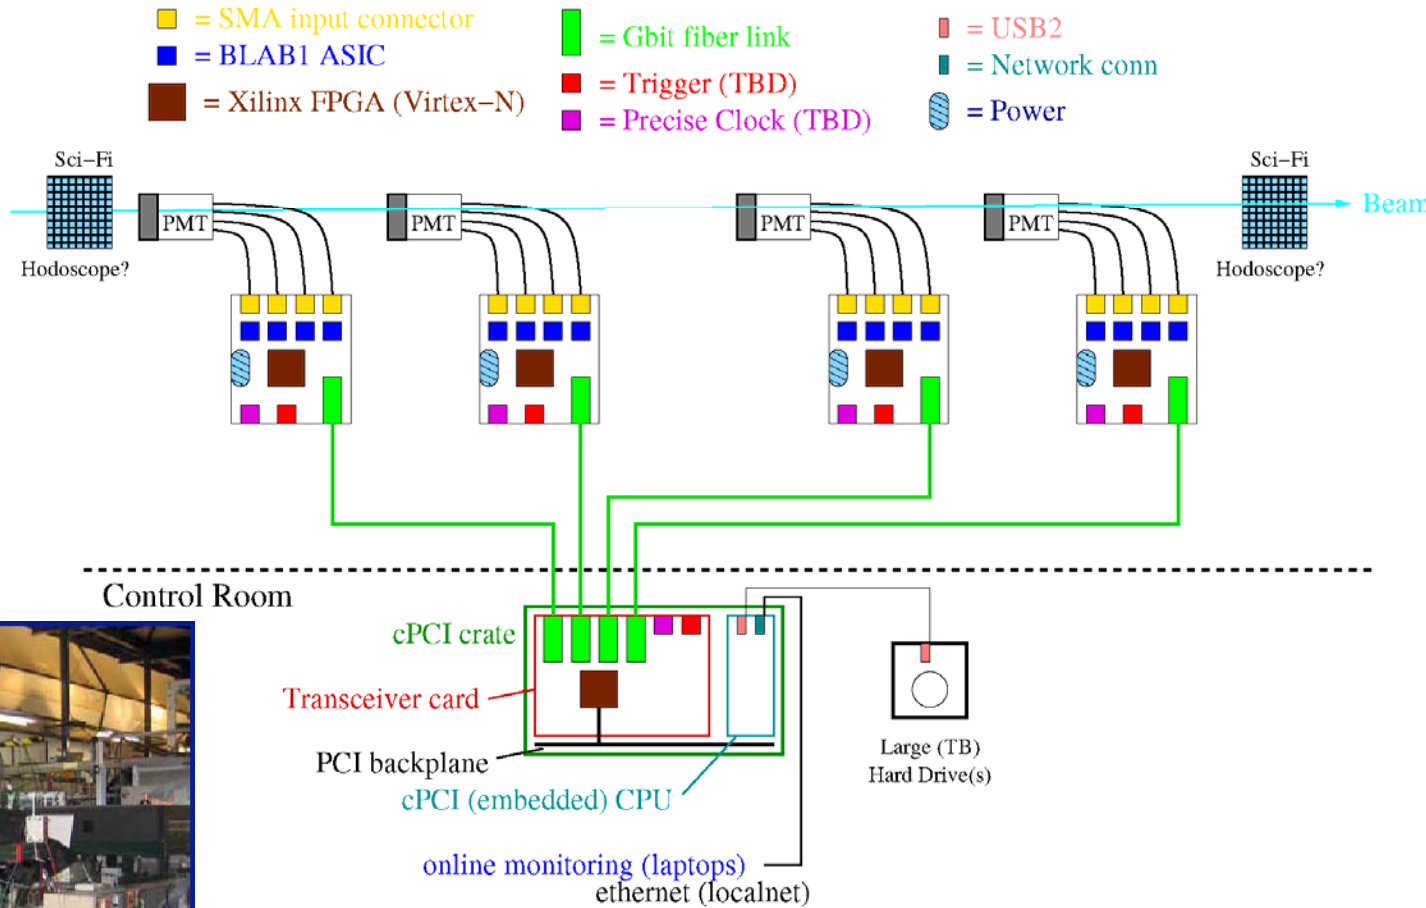 = SMA input connector
= BLAB1 ASIC
= Xilinx FPGA (Virtex−N)
= Gbit fiber link
= Trigger (TBD)
= Precise Clock (TBD)
= USB2
= Network conn
= Power
Sci−Fi
Sci−Fi
PMT
PMT
PMT
PMT
Beam
Hodoscope?
Hodoscope?
Control Room
cPCI crate
Transceiver card
PCI backplane
cPCI (embedded) CPU
Large (TB)
Hard Drive(s)
online monitoring (laptops)
ethernet (localnet)